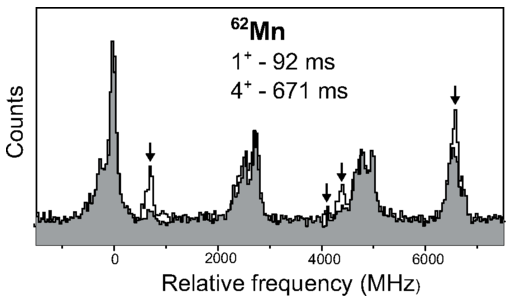 ⁶²Mn
1⁺ - 92 ms
4⁺ - 671 ms
Counts
0 2000 4000 6000
Relative frequency (MHz)